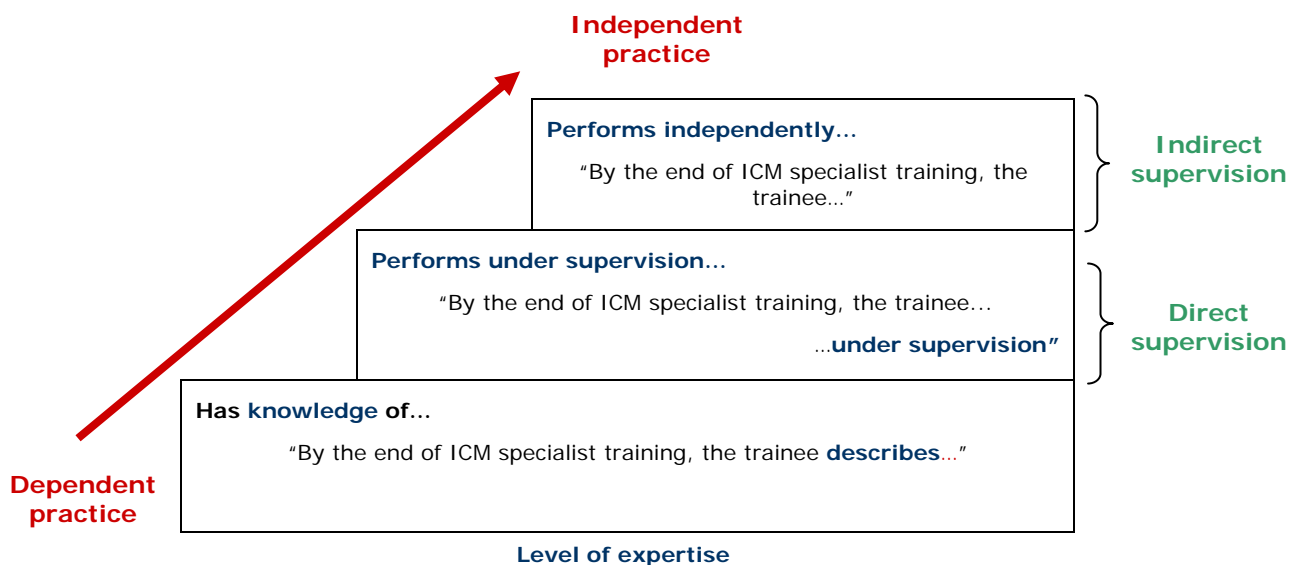 Independent
practice
Performs independently…
“By the end of ICM specialist training, the
trainee…”
Indirect
supervision
Performs under supervision…
“By the end of ICM specialist training, the trainee…
…under supervision”
Direct
supervision
Has knowledge of…
“By the end of ICM specialist training, the trainee describes…”
Dependent
practice
Level of expertise